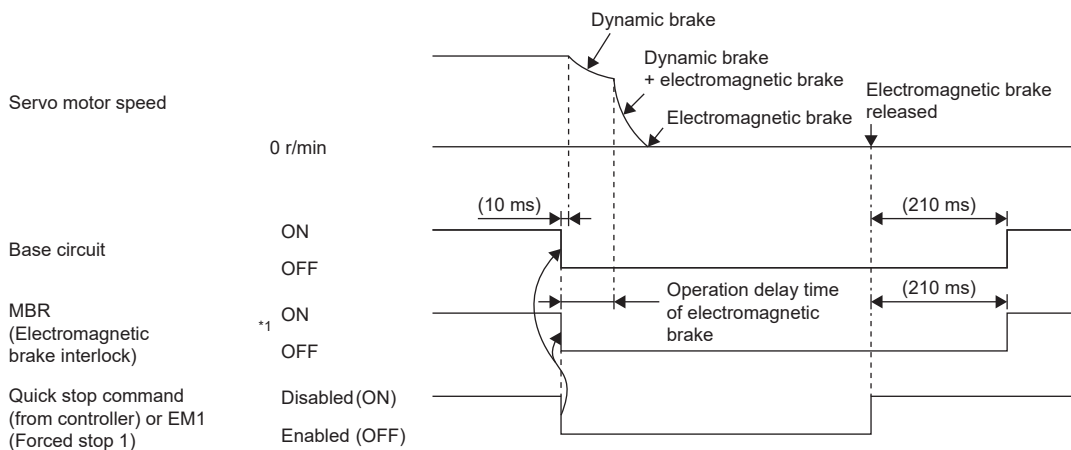 Dynamic brake
Dynamic brake
+ electromagnetic brake
Servo motor speed
Electromagnetic brake
Electromagnetic brake
released
0 r/min
(10 ms)
(210 ms)
Base circuit
ON
OFF
MBR
(Electromagnetic
brake interlock)
*1
ON
OFF
Operation delay time
of electromagnetic
brake
(210 ms)
Quick stop command
(from controller) or EM1
(Forced stop 1)
Disabled (ON)
Enabled (OFF)